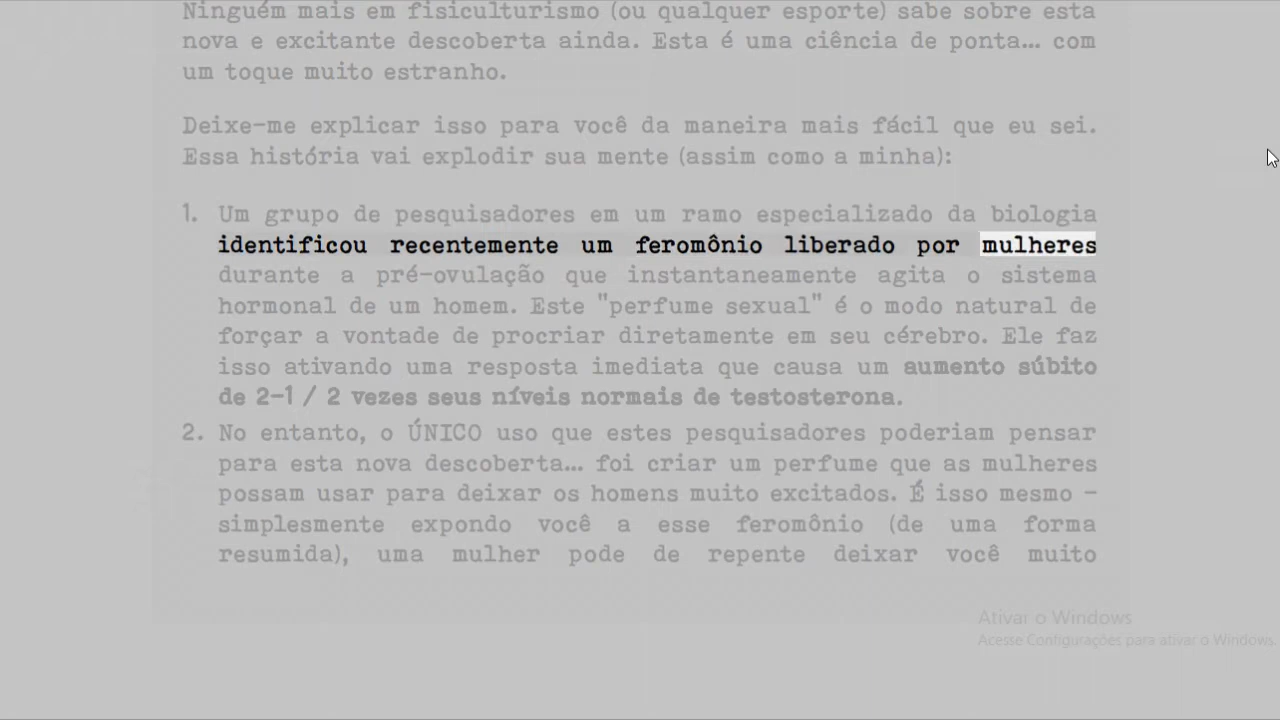 Ninguém mais em fisiculturismo (ou qualquer esporte) sabe sobre esta
nova e excitante descoberta ainda. Esta é uma ciência de ponta… com
um toque muito estranho.
Deixe-me explicar isso para você da maneira mais fácil que eu sei.
Essa história vai explodir sua mente (assim como a minha):
1. Um grupo de pesquisadores em um ramo especializado da biologia
identificou recentemente um feromônio liberado por mulheres
durante a pré-ovulação que instantaneamente agita o sistema
hormonal de um homem. Este "perfume sexual" é o modo natural de
forçar a vontade de procriar diretamente em seu cérebro. Ele faz
isso ativando uma resposta imediata que causa um aumento súbito
de 2-1 / 2 vezes seus níveis normais de testosterona.
2. No entanto, o ÚNICO uso que estes pesquisadores poderiam pensar
para esta nova descoberta… foi criar um perfume que as mulheres
possam usar para deixar os homens muito excitados. É isso mesmo -
simplesmente expondo você a esse feromônio (de uma forma
resumida), uma mulher pode de repente deixar você muito
Ativar o Windows
Acesse Configurações para ativar o Windows.